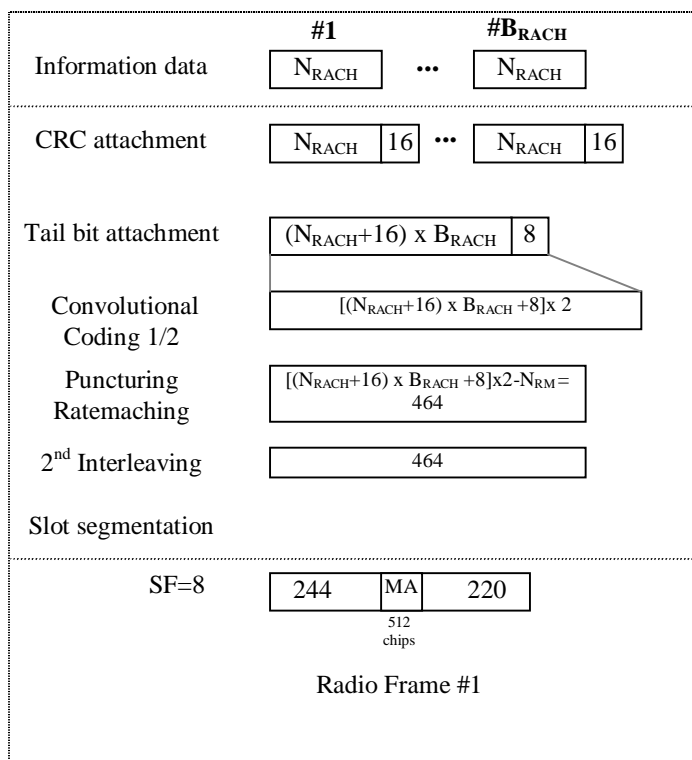 #1 #B_RACH
Information data N_RACH ••• N_RACH
CRC attachment N_RACH 16 ••• N_RACH 16
Tail bit attachment (N_RACH+16) x B_RACH 8
Convolutional Coding 1/2
[(N_RACH+16) x B_RACH +8]x 2
Puncturing Ratemaching
[(N_RACH+16) x B_RACH +8]x2-N_RM =
464
2nd Interleaving 464
Slot segmentation
SF=8 244 MA 220
512
chips
Radio Frame #1